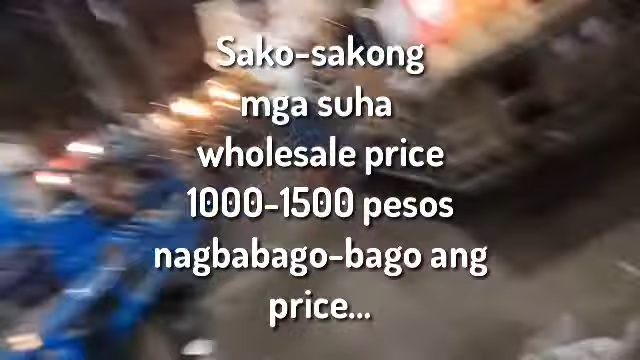 Sako-sakong
mga suha
wholesale price
1000-1500 pesos
nagbabago-bago ang
price...